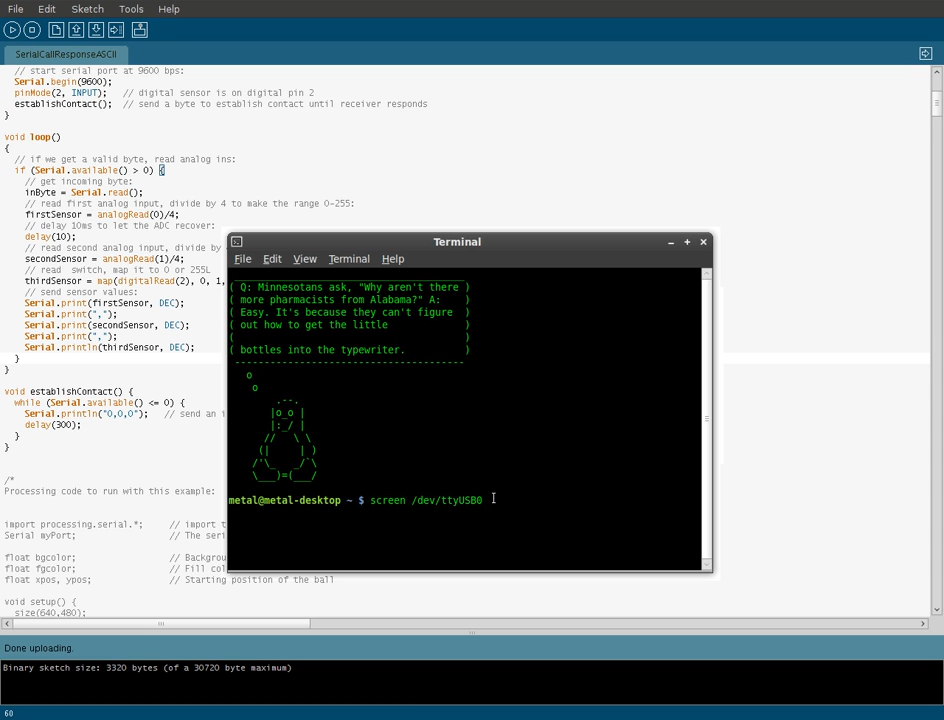 File Edit Sketch Tools Help
SerialCallResponseASCII
// start serial port at 9600 bps:
Serial.begin(9600);
pinMode(2, INPUT);   // digital sensor is on digital pin 2
establishContact();  // send a byte to establish contact until receiver responds
}
void loop()
{
// if we get a valid byte, read analog ins:
if (Serial.available() > 0) {
// get incoming byte:
inByte = Serial.read();
// read first analog input, divide by 4 to make the range 0-255:
firstSensor = analogRead(0)/4;
// delay 10ms to let the ADC recover:
delay(10);
// read second analog input, divide by
secondSensor = analogRead(1)/4;
// read  switch, map it to 0 or 255L
thirdSensor = map(digitalRead(2), 0, 1,
// send sensor values:
Serial.print(firstSensor, DEC);
Serial.print(",");
Serial.print(secondSensor, DEC);
Serial.print(",");
Serial.println(thirdSensor, DEC);
}
}
void establishContact() {
while (Serial.available() <= 0) {
Serial.println("0,0,0");   // send an i
delay(300);
}
}
/*
Processing code to run with this example:
import processing.serial.*;     // import t
Serial myPort;                  // The seri
float bgcolor;                  // Backgrou
float fgcolor;                  // Fill col
float xpos, ypos;               // Starting position of the ball
void setup() {
size(640,480);
Terminal
File Edit View Terminal Help
( Q: Minnesotans ask, "Why aren't there )
( more pharmacists from Alabama?" A:    )
( Easy. It's because they can't figure  )
( out how to get the little             )
(                                       )
( bottles into the typewriter.          )
---------------------------------------
o
o
.--.
|o_o |
|:_/ |
//   \ \
(|     | )
/'\_   _/`\
\___)=(___/
metal@metal-desktop ~ $ screen /dev/ttyUSB0
Done uploading.
Binary sketch size: 3320 bytes (of a 30720 byte maximum)
60